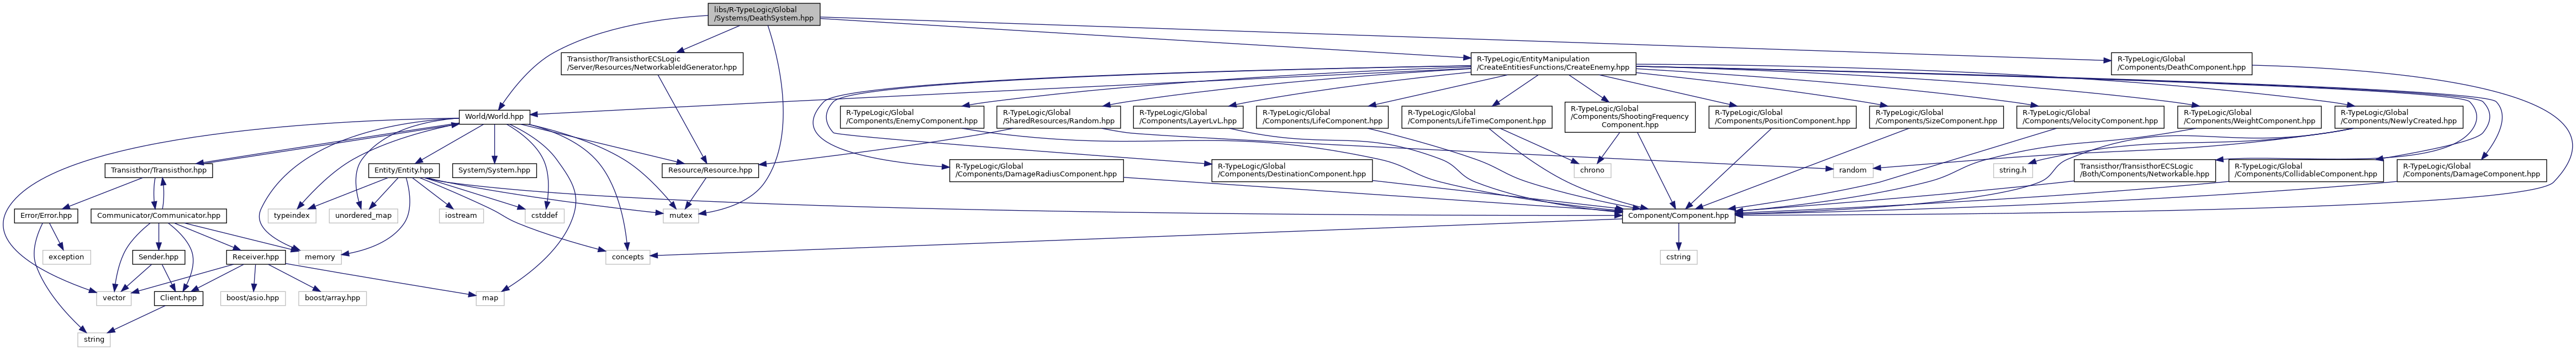 libs/R-TypeLogic/Global
/Systems/DeathSystem.hpp
Transisthor/TransisthorECSLogic
/Server/Resources/NetworkableIdGenerator.hpp
R-TypeLogic/EntityManipulation
/CreateEntitiesFunctions/CreateEnemy.hpp
R-TypeLogic/Global
/Components/DeathComponent.hpp
World/World.hpp
R-TypeLogic/Global
/Components/EnemyComponent.hpp
R-TypeLogic/Global
/SharedResources/Random.hpp
R-TypeLogic/Global
/Components/LayerLvL.hpp
R-TypeLogic/Global
/Components/LifeComponent.hpp
R-TypeLogic/Global
/Components/LifeTimeComponent.hpp
R-TypeLogic/Global
/Components/ShootingFrequency
Component.hpp
R-TypeLogic/Global
/Components/PositionComponent.hpp
R-TypeLogic/Global
/Components/SizeComponent.hpp
R-TypeLogic/Global
/Components/VelocityComponent.hpp
R-TypeLogic/Global
/Components/WeightComponent.hpp
R-TypeLogic/Global
/Components/NewlyCreated.hpp
Transisthor/Transisthor.hpp
Entity/Entity.hpp
System/System.hpp
Resource/Resource.hpp
R-TypeLogic/Global
/Components/DamageRadiusComponent.hpp
R-TypeLogic/Global
/Components/DestinationComponent.hpp
chrono
random
string.h
Transisthor/TransisthorECSLogic
/Both/Components/Networkable.hpp
R-TypeLogic/Global
/Components/CollidableComponent.hpp
R-TypeLogic/Global
/Components/DamageComponent.hpp
Error/Error.hpp
Communicator/Communicator.hpp
typeindex
unordered_map
iostream
cstddef
mutex
Component/Component.hpp
exception
Sender.hpp
Receiver.hpp
memory
concepts
cstring
vector
Client.hpp
boost/asio.hpp
boost/array.hpp
map
string